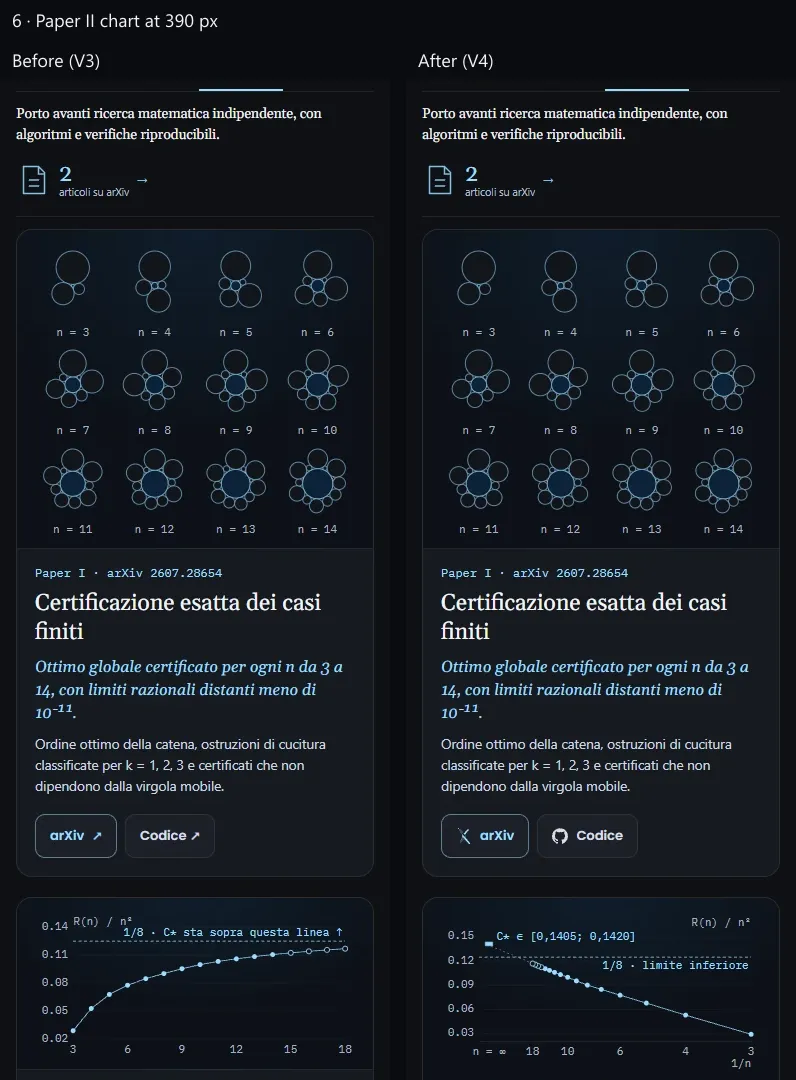 6 · Paper II chart at 390 px
Before (V3)
Porto avanti ricerca matematica indipendente, con
algoritmi e verifiche riproducibili.
2 →
articoli su arXiv
n = 3 n = 4 n = 5 n = 6
n = 7 n = 8 n = 9 n = 10
n = 11 n = 12 n = 13 n = 14
Paper I · arXiv 2607.28654
Certificazione esatta dei casi
finiti
Ottimo globale certificato per ogni n da 3 a
14, con limiti razionali distanti meno di
10⁻¹¹.
Ordine ottimo della catena, ostruzioni di cucitura
classificate per k = 1, 2, 3 e certificati che non
dipendono dalla virgola mobile.
arXiv ↗ Codice ↗
R(n) / n²
0.14
1/8 · C★ sta sopra questa linea ↑
0.11
0.08
0.05
0.02
3 6 9 12 15 18
After (V4)
Porto avanti ricerca matematica indipendente, con
algoritmi e verifiche riproducibili.
2 →
articoli su arXiv
n = 3 n = 4 n = 5 n = 6
n = 7 n = 8 n = 9 n = 10
n = 11 n = 12 n = 13 n = 14
Paper I · arXiv 2607.28654
Certificazione esatta dei casi
finiti
Ottimo globale certificato per ogni n da 3 a
14, con limiti razionali distanti meno di
10⁻¹¹.
Ordine ottimo della catena, ostruzioni di cucitura
classificate per k = 1, 2, 3 e certificati che non
dipendono dalla virgola mobile.
arXiv Codice
R(n) / n²
0.15 C★ ∈ [0,1405; 0,1420]
0.12
1/8 · limite inferiore
0.09
0.06
0.03
n = ∞ 18 10 6 4 3
1/n